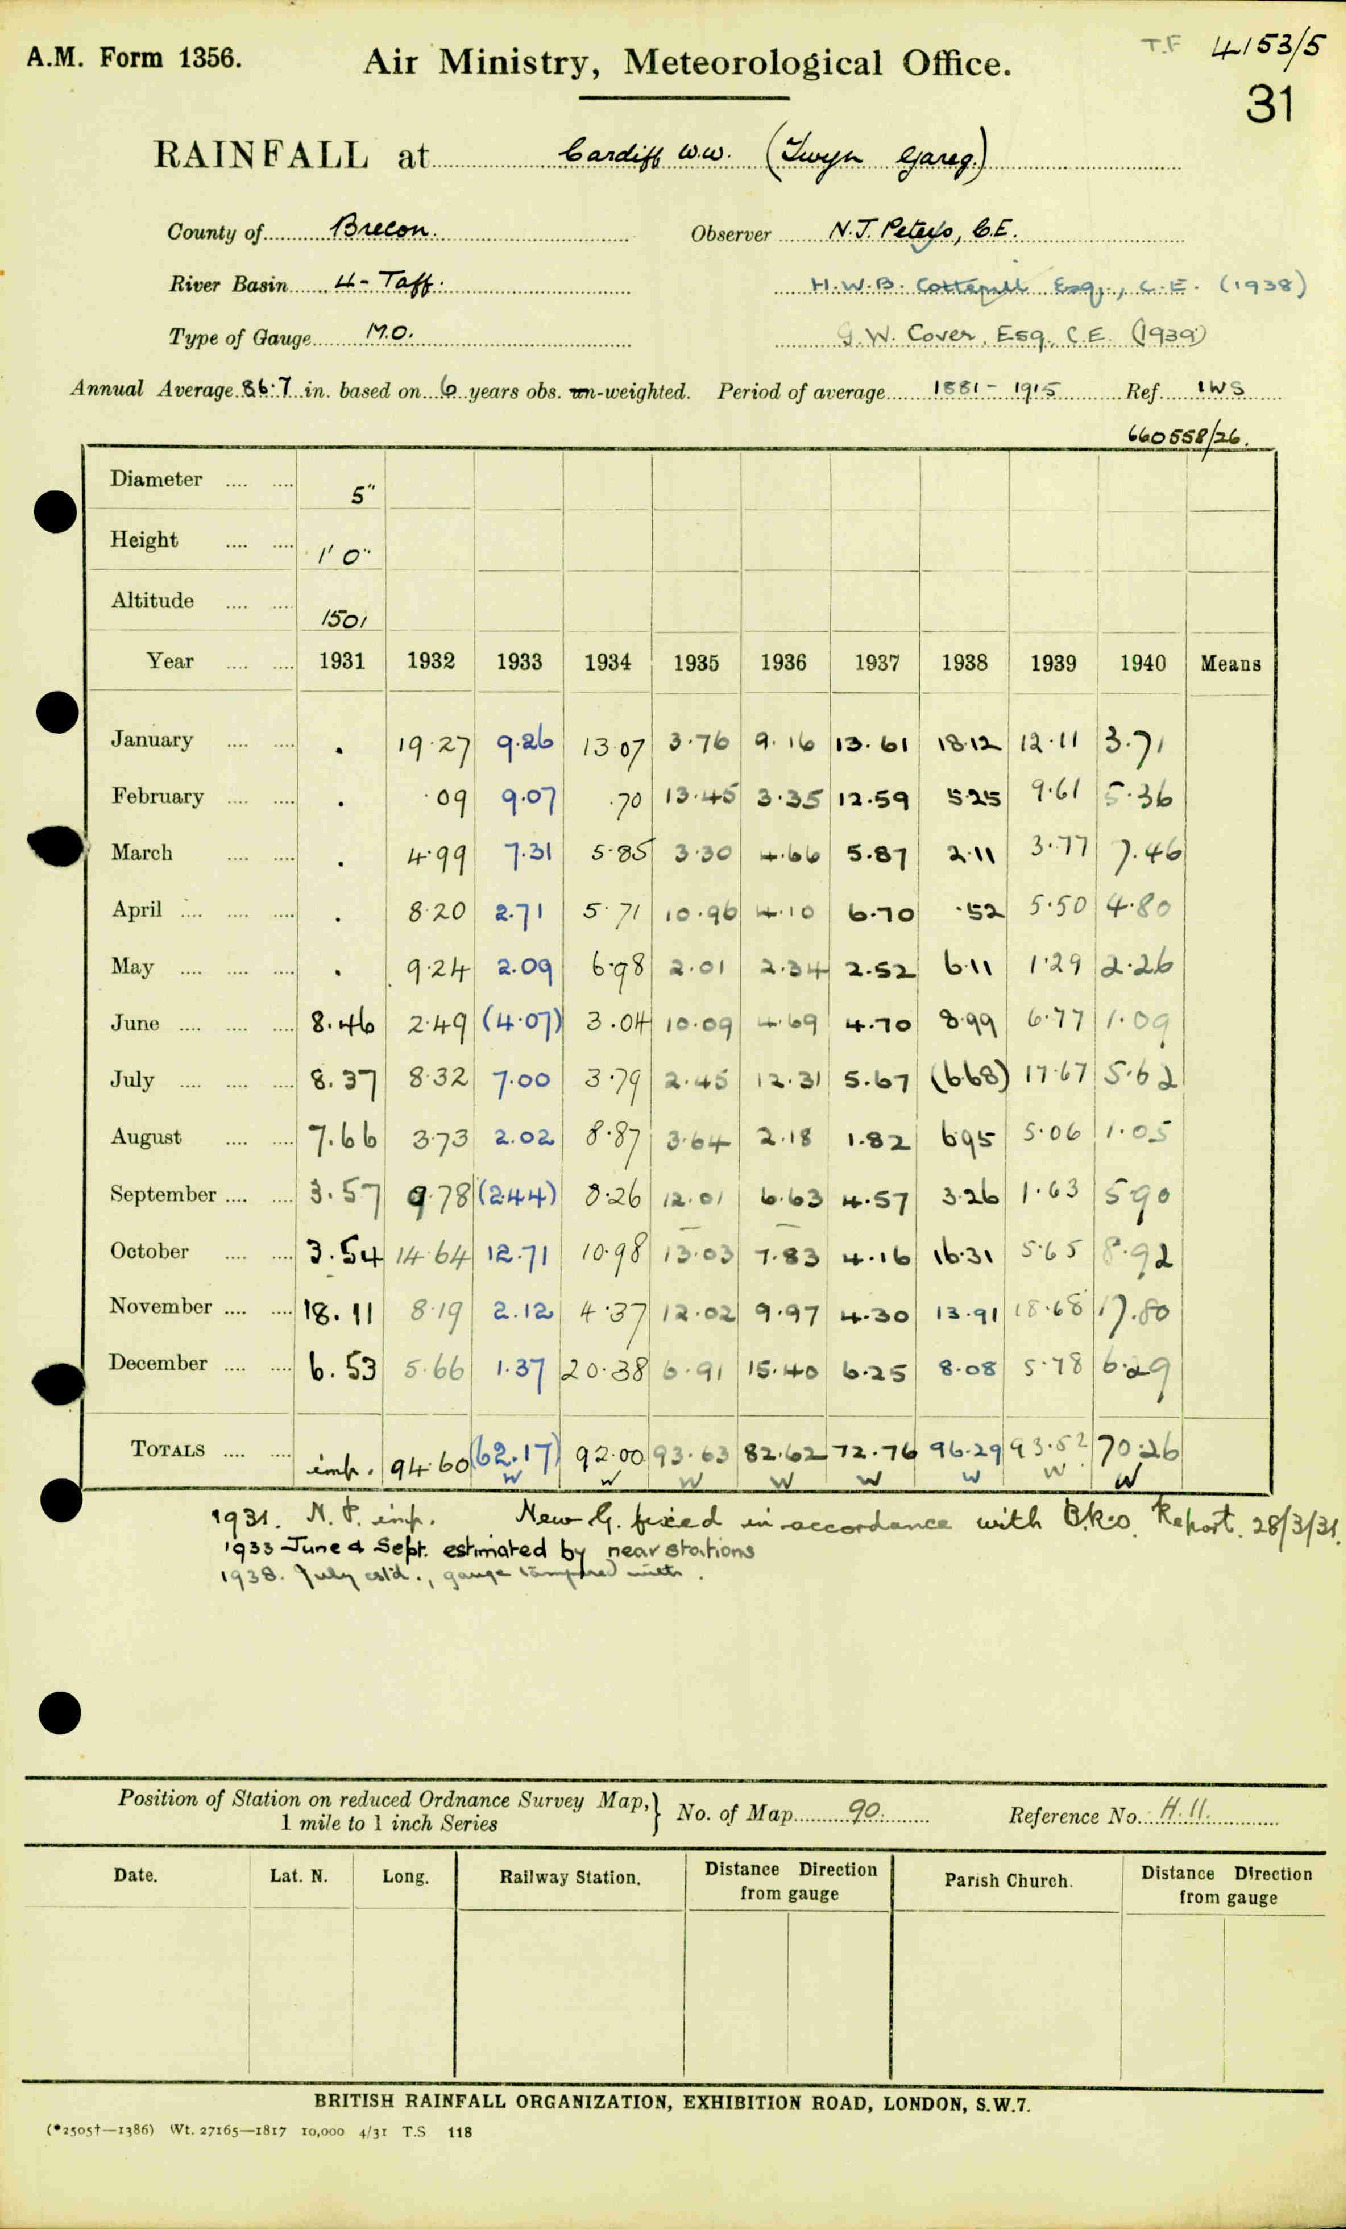 T.F 4153/5
A.M. Form 1356. Air Ministry, Meteorological Office.
31
RAINFALL at Cardiff W.W. (Twyn Gareg.)
County of Brecon. Observer N.J. Peters, C.E.
River Basin 4 - Taff. H.W.B. Cotterill Esq., C.E. (1938)
Type of Gauge M.O. G.W. Cover, Esq., C.E. (1939)
Annual Average 86.7 in. based on 6 years obs. un-weighted. Period of average 1881 - 1915 Ref. IWS
660558/26.
Diameter .... .... 5"
Height .... .... 1' 0"
Altitude .... .... 1501
Year .... .... 1931 1932 1933 1934 1935 1936 1937 1938 1939 1940 Means
January .... .... . 19.27 9.26 13.07 3.76 9.16 13.61 18.12 12.11 3.71
February .... .... . .09 9.07 .70 13.45 3.35 12.59 5.25 9.61 5.36
March .... .... . 4.99 7.31 5.85 3.30 4.66 5.87 2.11 3.77 7.46
April .... .... .... . 8.20 2.71 5.71 10.96 4.10 6.70 .52 5.50 4.80
May .... .... .... . 9.24 2.09 6.98 2.01 2.34 2.52 6.11 1.29 2.26
June .... .... .... 8.46 2.49 (4.07) 3.04 10.09 4.69 4.70 8.99 6.77 1.09
July .... .... .... 8.37 8.32 7.00 3.79 2.45 12.31 5.67 (6.68) 17.67 5.62
August .... .... 7.66 3.73 2.02 8.87 3.64 2.18 1.82 6.95 5.06 1.05
September .... .... 3.57 9.78 (2.44) 8.26 12.01 6.63 4.57 3.26 1.63 5.90
October .... .... 3.54 14.64 12.71 10.98 13.03 7.83 4.16 16.31 5.65 8.92
November .... .... 18.11 8.19 2.12 4.37 12.02 9.97 4.30 13.91 18.68 17.80
December .... .... 6.53 5.66 1.37 20.38 6.91 15.40 6.25 8.08 5.78 6.29
TOTALS .... .... imp. 94.60 (62.17) 92.00 93.63 82.62 72.76 96.29 93.52 70.26
W W W W W W W W
1931. N. P. imp. New G. fixed in accordance with B.R.O. Report. 28/3/31.
1933 June & Sept. estimated by near stations
1938. July estd., gauge tampered with.
Position of Station on reduced Ordnance Survey Map, } No. of Map 90. Reference No. H.11.
1 mile to 1 inch Series
Date. Lat. N. Long. Railway Station. Distance Direction from gauge Parish Church. Distance Direction from gauge
BRITISH RAINFALL ORGANIZATION, EXHIBITION ROAD, LONDON, S.W.7.
(*2505†—1386) Wt. 27165—1817 10,000 4/31 T.S. 118